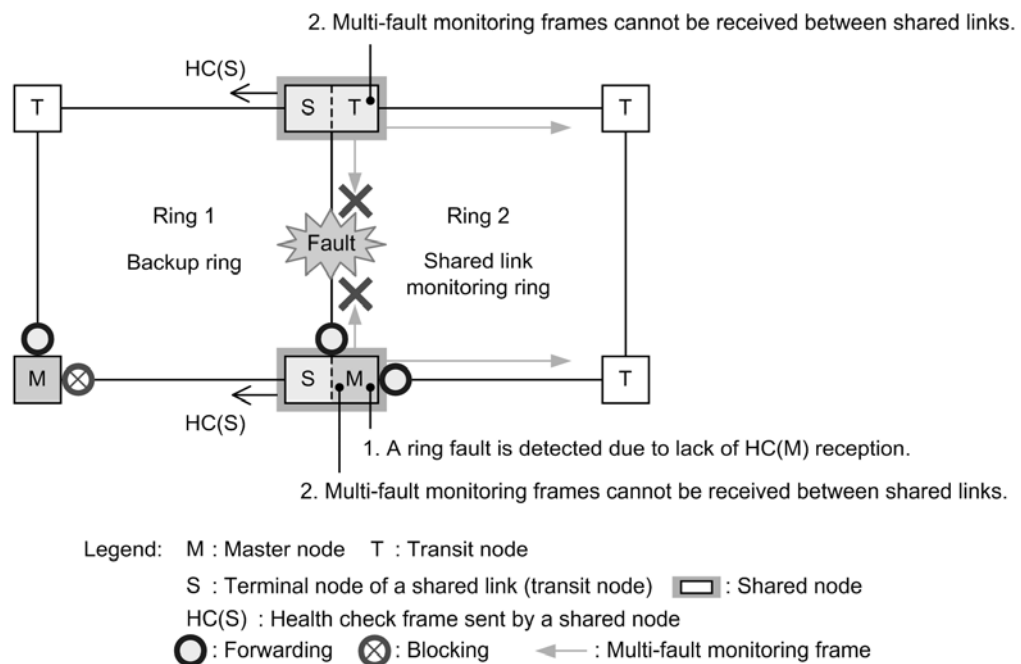 2. Multi-fault monitoring frames cannot be received between shared links.
HC(S)
T
S
T
T
Ring 1
Backup ring
Fault
Ring 2
Shared link
monitoring ring
M
S
M
T
HC(S)
1. A ring fault is detected due to lack of HC(M) reception.
2. Multi-fault monitoring frames cannot be received between shared links.
Legend: M : Master node T : Transit node
S : Terminal node of a shared link (transit node) : Shared node
HC(S) : Health check frame sent by a shared node
: Forwarding : Blocking : Multi-fault monitoring frame